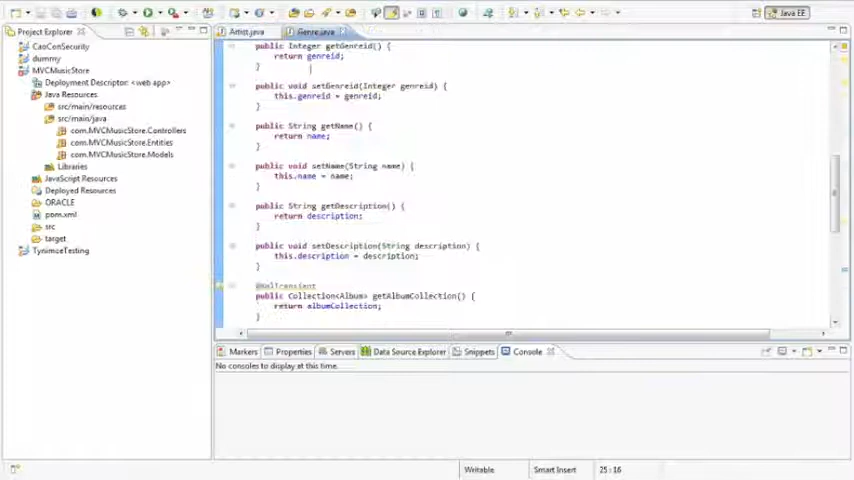 Java EE
Project Explorer
CaoConSecurity
dummy
MVCMusicStore
Deployment Descriptor: <web app>
Java Resources
src/main/resources
src/main/java
com.MVCMusicStore.Controllers
com.MVCMusicStore.Entities
com.MVCMusicStore.Models
Libraries
JavaScript Resources
Deployed Resources
ORACLE
pom.xml
src
target
Artist.java
Genre.java
public Integer getGenreid() {
return genreid;
}
public void setGenreid(Integer genreid) {
this.genreid = genreid;
}
public String getName() {
return name;
}
public void setName(String name) {
this.name = name;
}
public String getDescription() {
return description;
}
public void setDescription(String description) {
this.description = description;
}
@XmlTransient
public Collection<Album> getAlbumCollection() {
return albumCollection;
}
Markers
Properties
Servers
Data Source Explorer
Snippets
Console
No consoles to display at this time.
Writable
Smart Insert
25 : 16